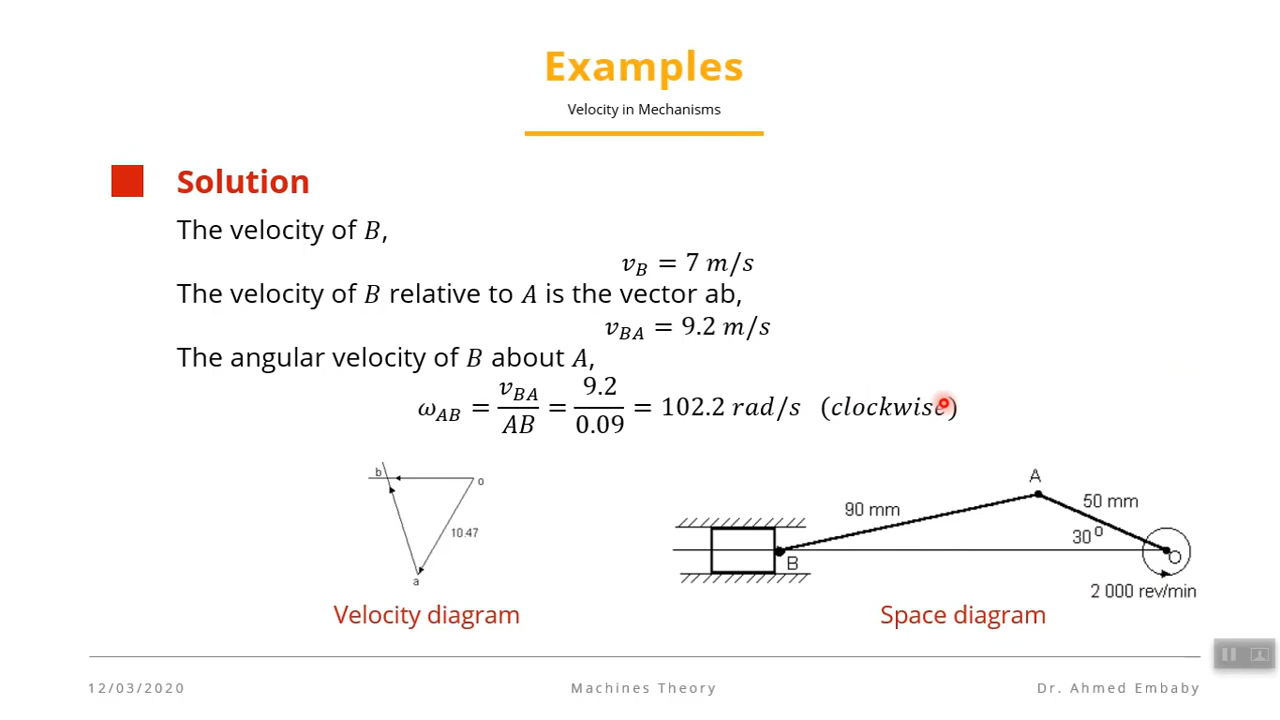 Examples
Velocity in Mechanisms
Solution
The velocity of B,
v_B = 7 m/s
The velocity of B relative to A is the vector ab,
v_BA = 9.2 m/s
The angular velocity of B about A,
ω_AB = v_BA / AB = 9.2 / 0.09 = 102.2 rad/s (clockwise)
b
o
10.47
a
Velocity diagram
A
90 mm
50 mm
30°
B
O
2 000 rev/min
Space diagram
12/03/2020
Machines Theory
Dr. Ahmed Embaby